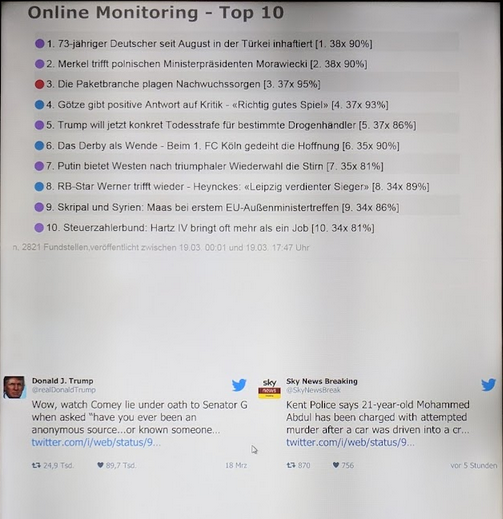 Online Monitoring - Top 10
1. 73-jähriger Deutscher seit August in der Türkei inhaftiert [1. 38x 90%]
2. Merkel trifft polnischen Ministerpräsidenten Morawiecki [2. 38x 90%]
3. Die Paketbranche plagen Nachwuchssorgen [3. 37x 95%]
4. Götze gibt positive Antwort auf Kritik - «Richtig gutes Spiel» [4. 37x 93%]
5. Trump will jetzt konkret Todesstrafe für bestimmte Drogenhändler [5. 37x 86%]
6. Das Derby als Wende - Beim 1. FC Köln gedeiht die Hoffnung [6. 35x 90%]
7. Putin bietet Westen nach triumphaler Wiederwahl die Stirn [7. 35x 81%]
8. RB-Star Werner trifft wieder - Heynckes: «Leipzig verdienter Sieger» [8. 34x 89%]
9. Skripal und Syrien: Maas bei erstem EU-Außenministertreffen [9. 34x 86%]
10. Steuerzahlerbund: Hartz IV bringt oft mehr als ein Job [10. 34x 81%]
n. 2821 Fundstellen,veröffentlicht zwischen 19.03. 00:01 und 19.03. 17:47 Uhr
Donald J. Trump
@realDonaldTrump
Wow, watch Comey lie under oath to Senator G
when asked "have you ever been an
anonymous source...or known someone...
twitter.com/i/web/status/9...
24,9 Tsd. 89,7 Tsd. 18 Mrz
sky
news
Sky News Breaking
@SkyNewsBreak
Kent Police says 21-year-old Mohammed
Abdul has been charged with attempted
murder after a car was driven into a cr...
twitter.com/i/web/status/9...
870 756 vor 5 Stunden